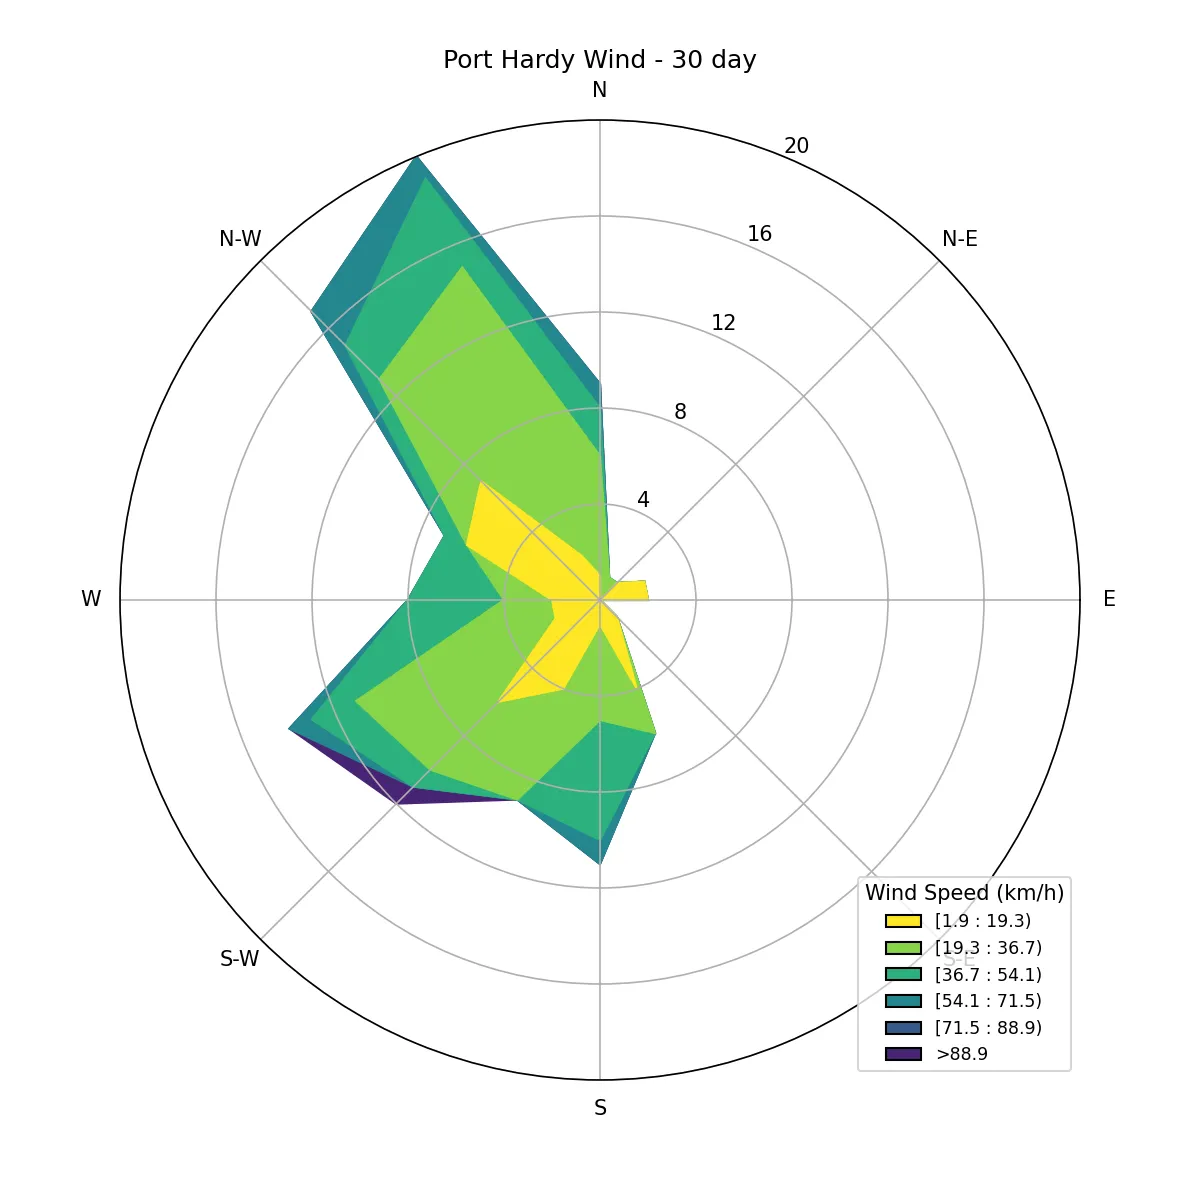 Port Hardy Wind - 30 day
N
20
N-W
N-E
16
12
8
4
W
E
S-W
S-E
S
Wind Speed (km/h)
[1.9 : 19.3)
[19.3 : 36.7)
[36.7 : 54.1)
[54.1 : 71.5)
[71.5 : 88.9)
>88.9